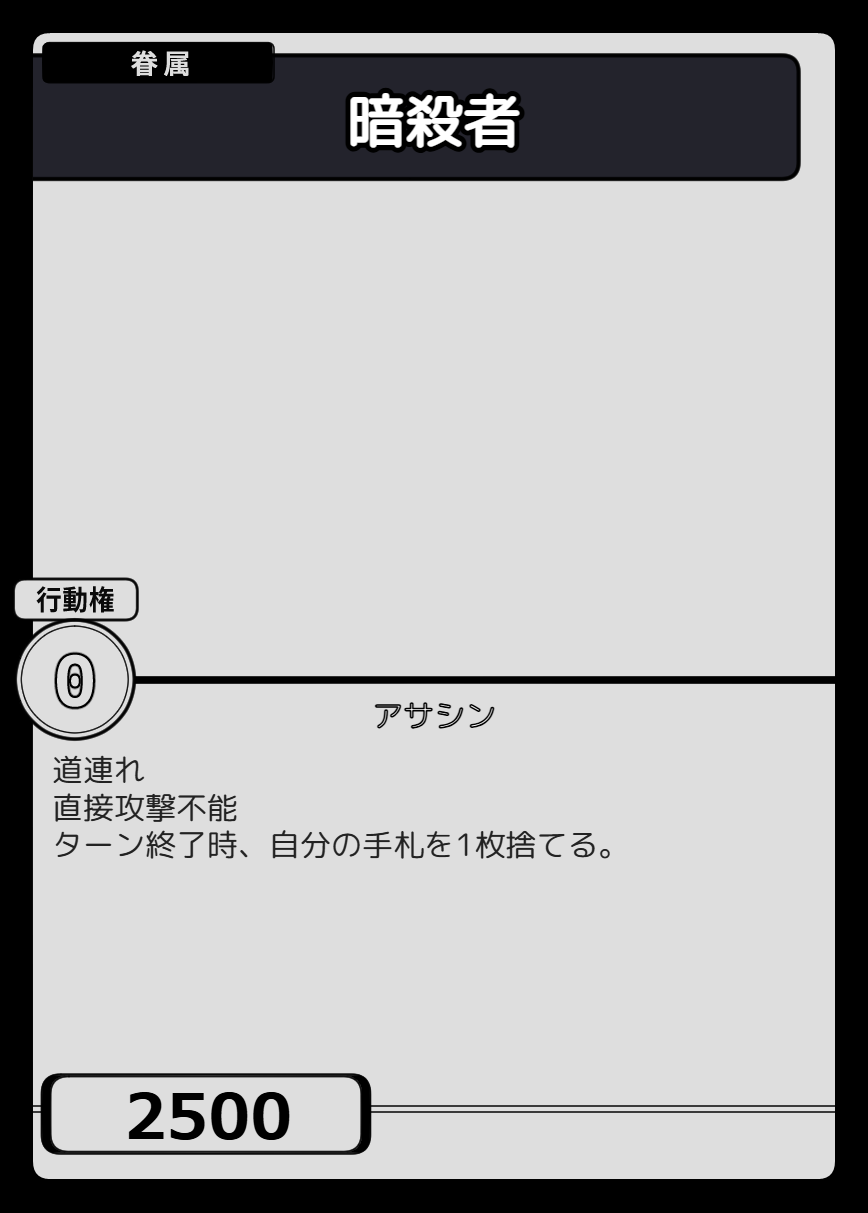 眷属
暗殺者
行動権
0
アサシン
道連れ
直接攻撃不能
ターン終了時、自分の手札を1枚捨てる。
2500